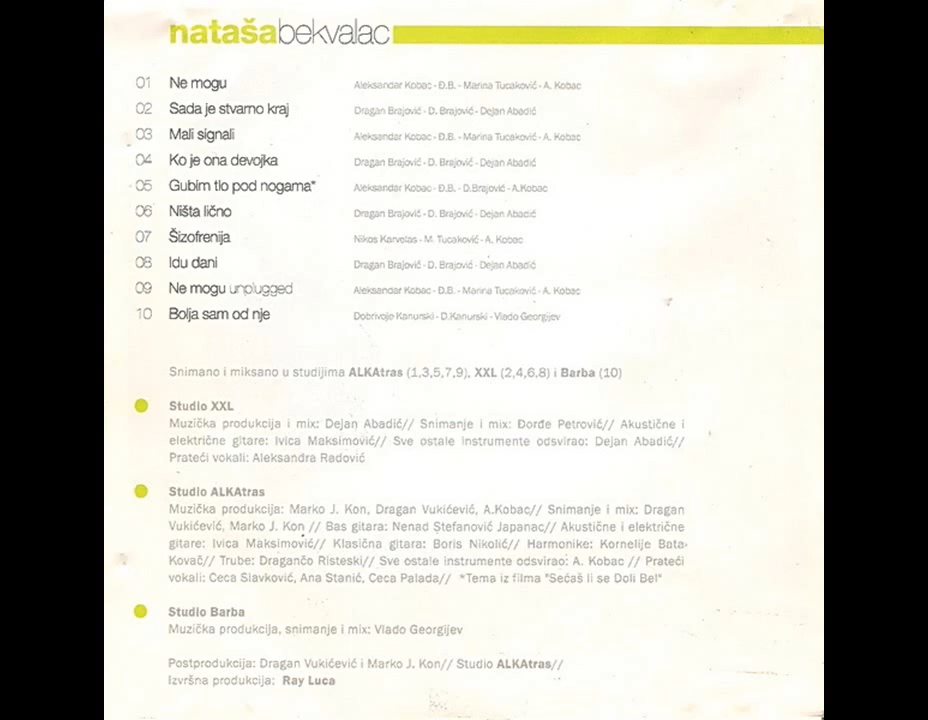 natašabekvalac
01 Ne mogu Aleksandar Kobac - Đ.B. - Marina Tucaković - A. Kobac
02 Sada je stvarno kraj Dragan Brajović - D. Brajović - Dejan Abadić
03 Mali signali Aleksandar Kobac - Đ.B. - Marina Tucaković - A. Kobac
04 Ko je ona devojka Dragan Brajović - D. Brajović - Dejan Abadić
05 Gubim tlo pod nogama* Aleksandar Kobac - Đ.B. - D.Brajović - A.Kobac
06 Ništa lično Dragan Brajović - D. Brajović - Dejan Abadić
07 Šizofrenija Nikos Karvelas - M. Tucaković - A. Kobac
08 Idu dani Dragan Brajović - D. Brajović - Dejan Abadić
09 Ne mogu unplugged Aleksandar Kobac - Đ.B. - Marina Tucaković - A. Kobac
10 Bolja sam od nje Dobrivoje Kanurski - D.Kanurski - Vlado Georgijev
Snimano i miksano u studijima ALKAtras (1,3,5,7,9), XXL (2,4,6,8) i Barba (10)
Studio XXL
Muzička produkcija i mix: Dejan Abadić// Snimanje i mix: Đorđe Petrović// Akustične i
električne gitare: Ivica Maksimović// Sve ostale instrumente odsvirao: Dejan Abadić//
Prateći vokali: Aleksandra Radović
Studio ALKAtras
Muzička produkcija: Marko J. Kon, Dragan Vukićević, A.Kobac// Snimanje i mix: Dragan
Vukićević, Marko J. Kon // Bas gitara: Nenad Stefanović Japanac// Akustične i električne
gitare: Ivica Maksimović// Klasična gitara: Boris Nikolić// Harmonike: Kornelije Bata-
Kovač// Trube: Dragančo Risteski// Sve ostale instrumente odsvirao: A. Kobac // Prateći
vokali: Ceca Slavković, Ana Stanić, Ceca Palada// *Tema iz filma "Sećaš li se Doli Bel"
Studio Barba
Muzička produkcija, snimanje i mix: Vlado Georgijev
Postprodukcija: Dragan Vukićević i Marko J. Kon// Studio ALKAtras//
Izvršna produkcija: Ray Luca